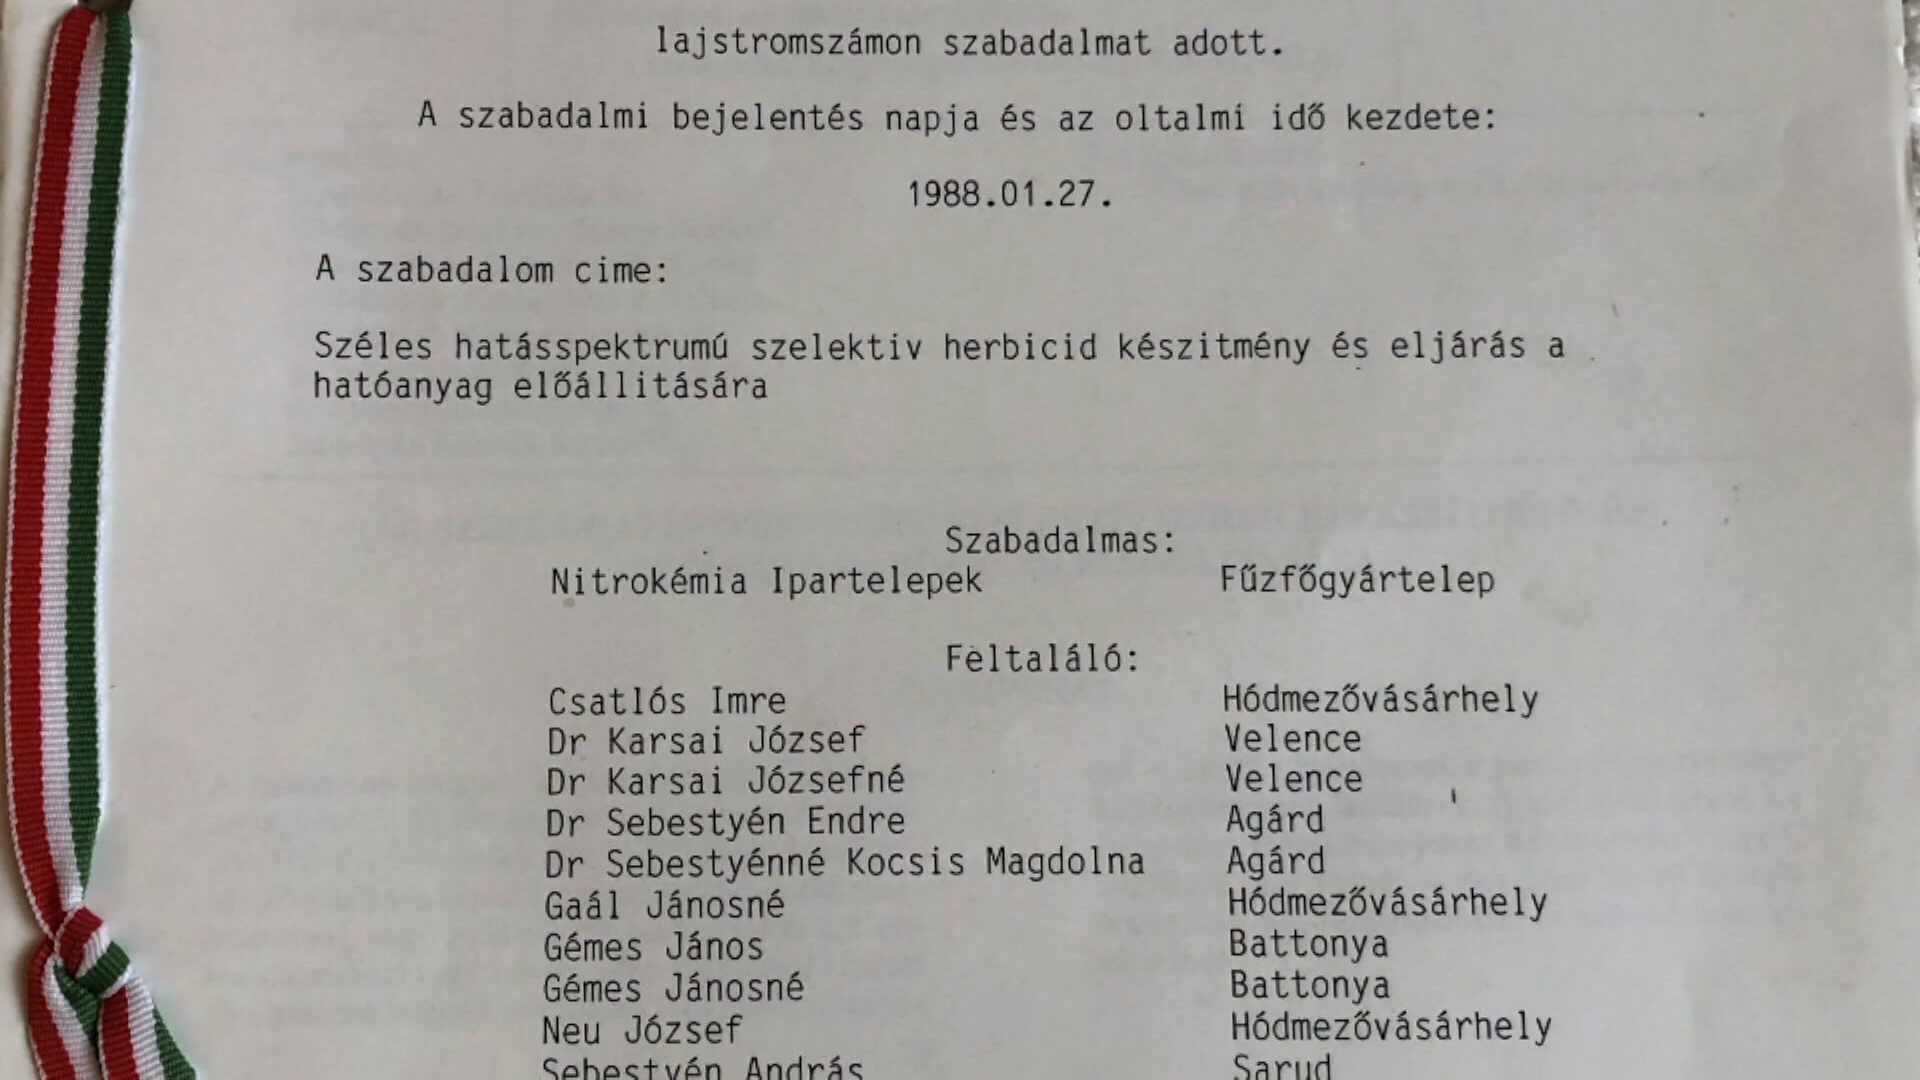 lajstromszámon szabadalmat adott.
A szabadalmi bejelentés napja és az oltalmi idő kezdete:
1988.01.27.
A szabadalom cime:
Széles hatásspektrumú szelektiv herbicid készitmény és eljárás a
hatóanyag előállitására
Szabadalmas:
Nitrokémia Ipartelepek Fűzfőgyártelep
Feltaláló:
Csatlós Imre Hódmezővásárhely
Dr Karsai József Velence
Dr Karsai Józsefné Velence
Dr Sebestyén Endre Agárd
Dr Sebestyénné Kocsis Magdolna Agárd
Gaál Jánosné Hódmezővásárhely
Gémes János Battonya
Gémes Jánosné Battonya
Neu József Hódmezővásárhely
Sebestyén András Sarud